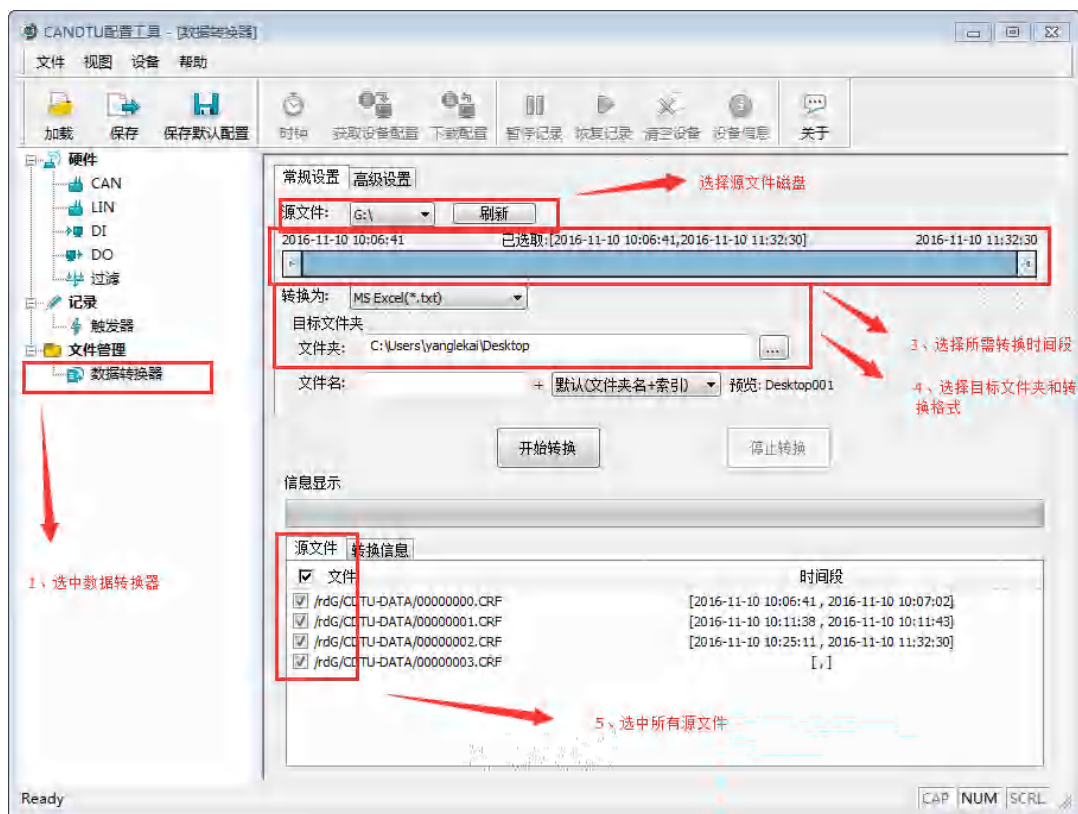 CANDTU配置工具 - [数据转换器]
文件 视图 设备 帮助
加载 保存 保存默认配置 时钟 获取设备配置 下载配置 暂停记录 恢复记录 清空设备 设备信息 关于
硬件
CAN
LIN
DI
DO
过滤
记录
触发器
文件管理
数据转换器
1、选中数据转换器
常规设置 高级设置
选择源文件磁盘
源文件: G:\ 刷新
2016-11-10 10:06:41 已选取:[2016-11-10 10:06:41,2016-11-10 11:32:30] 2016-11-10 11:32:30
转换为: MS Excel(*.txt)
目标文件夹
文件夹: C:\Users\yanglekai\Desktop ...
3、选择所需转换时间段
文件名: + 默认(文件夹名+索引) 预览: Desktop001
4、选择目标文件夹和转
换格式
开始转换 停止转换
信息显示
源文件 转换信息
文件 时间段
/rdG/CDTU-DATA/00000000.CRF [2016-11-10 10:06:41 , 2016-11-10 10:07:02]
/rdG/CDTU-DATA/00000001.CRF [2016-11-10 10:11:38 , 2016-11-10 10:11:43]
/rdG/CDTU-DATA/00000002.CRF [2016-11-10 10:25:11 , 2016-11-10 11:32:30]
/rdG/CDTU-DATA/00000003.CRF [ , ]
5、选中所有源文件
Ready CAP NUM SCRL